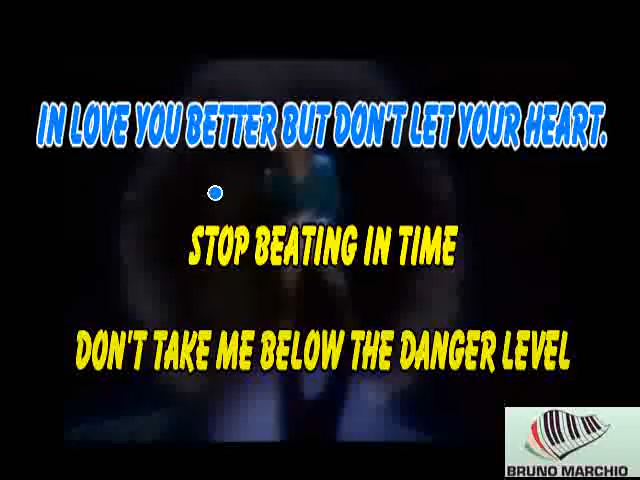 IN LOVE YOU BETTER BUT DON'T LET YOUR HEART.
STOP BEATING IN TIME
DON'T TAKE ME BELOW THE DANGER LEVEL
BRUNO MARCHIO